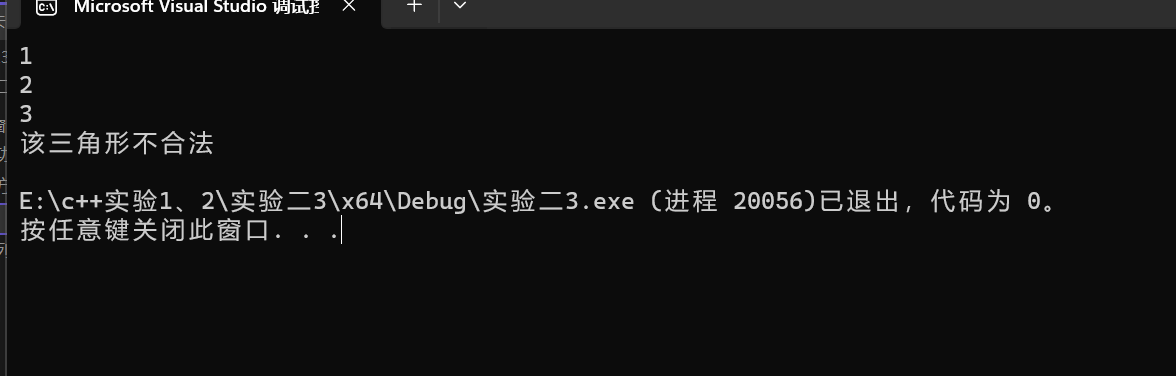 Microsoft Visual Studio 调试控
1
2
3
该三角形不合法
E:\c++实验1、2\实验二3\x64\Debug\实验二3.exe (进程 20056)已退出，代码为 0。
按任意键关闭此窗口. . .